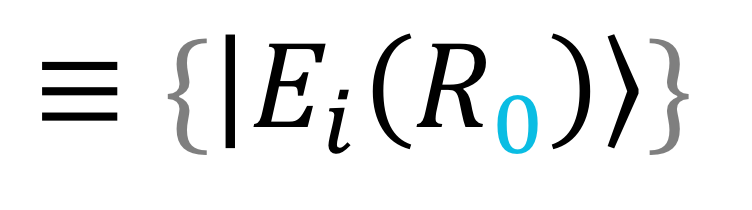 ≡ {|E_i(R_0)⟩}